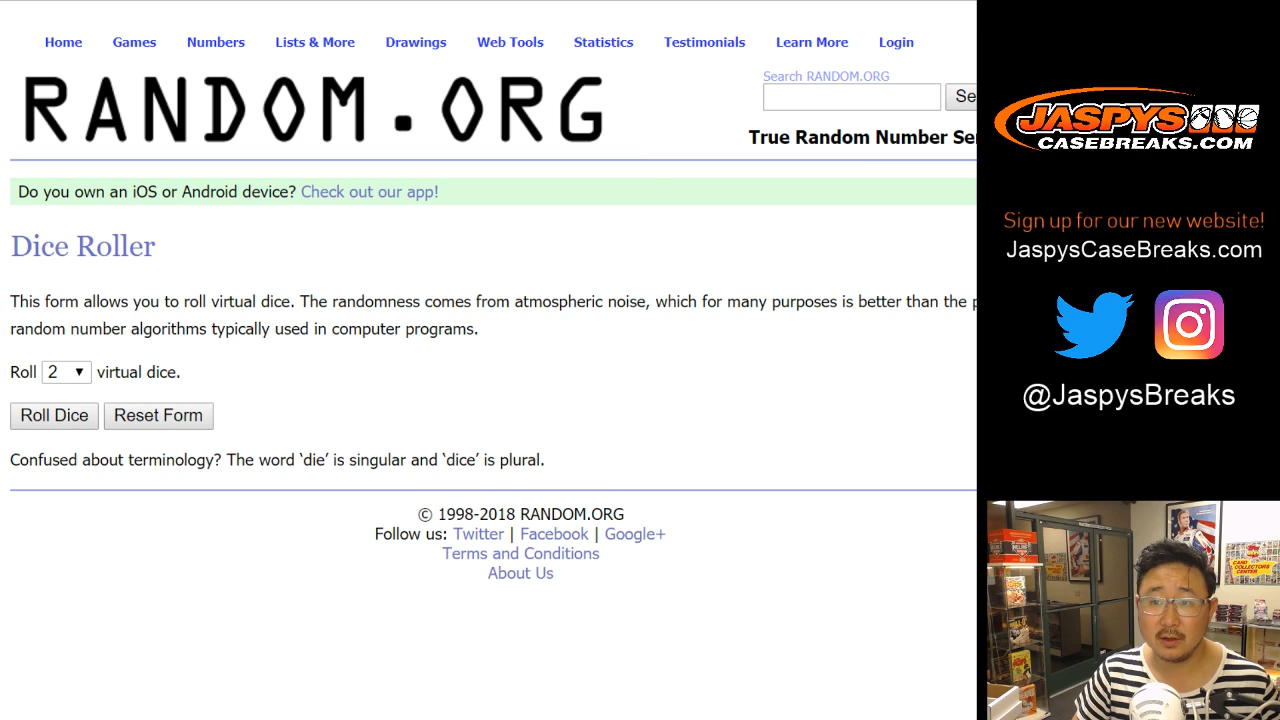 Home Games Numbers Lists & More Drawings Web Tools Statistics Testimonials Learn More Login
RANDOM.ORG
Search RANDOM.ORG
Se
True Random Number Ser
Do you own an iOS or Android device? Check out our app!
Dice Roller
This form allows you to roll virtual dice. The randomness comes from atmospheric noise, which for many purposes is better than the p
random number algorithms typically used in computer programs.
Roll 2 virtual dice.
Roll Dice Reset Form
Confused about terminology? The word ‘die’ is singular and ‘dice’ is plural.
© 1998-2018 RANDOM.ORG
Follow us: Twitter | Facebook | Google+
Terms and Conditions
About Us
JASPYS
CASEBREAKS.COM
Sign up for our new website!
JaspysCaseBreaks.com
@JaspysBreaks
CARD
COLLECTORS
CENTER